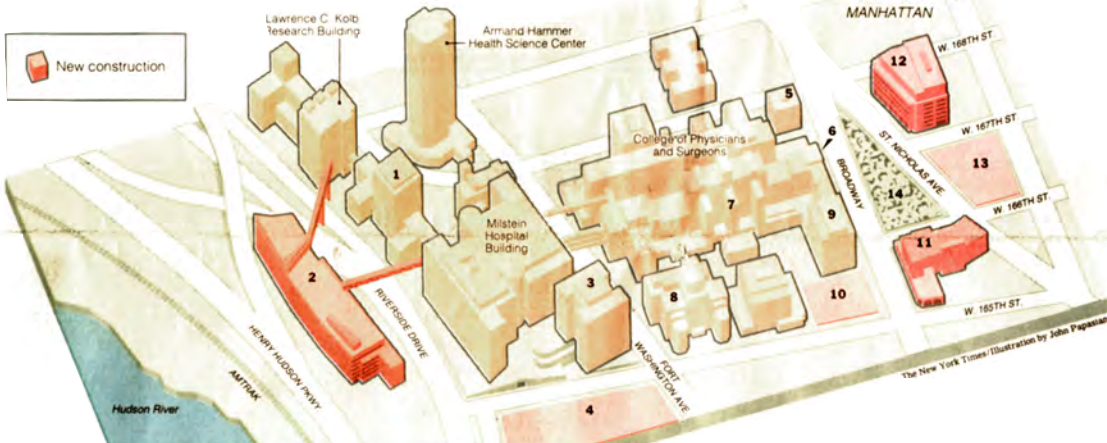 New construction
Lawrence C. Kolb
Research Building
Armand Hammer
Health Science Center
MANHATTAN
W. 168TH ST.
12
5
College of Physicians
and Surgeons
6
W. 167TH ST.
ST. NICHOLAS AVE.
13
BROADWAY
14
1
7
9
W. 166TH ST.
Milstein
Hospital
Building
11
2
3
8
10
W. 165TH ST.
RIVERSIDE DRIVE
HENRY HUDSON PKWY
AMTRAK
FORT
WASHINGTON AVE
4
Hudson River
The New York Times/Illustration by John Papasian